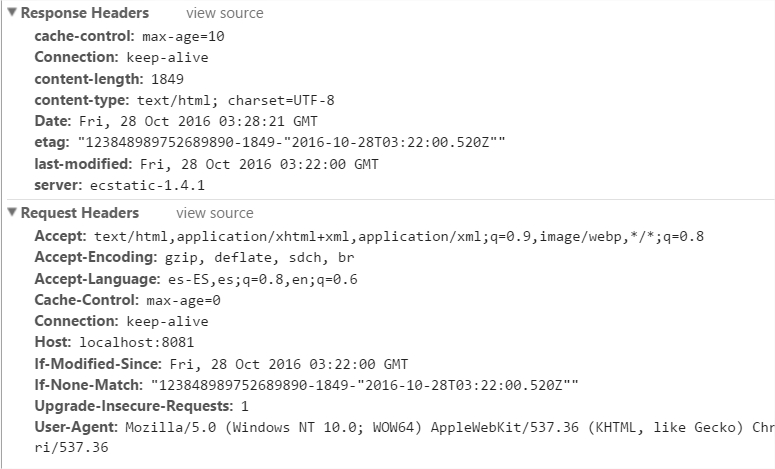 Response Headers view source
cache-control: max-age=10
Connection: keep-alive
content-length: 1849
content-type: text/html; charset=UTF-8
Date: Fri, 28 Oct 2016 03:28:21 GMT
etag: "123848989752689890-1849-"2016-10-28T03:22:00.520Z""
last-modified: Fri, 28 Oct 2016 03:22:00 GMT
server: ecstatic-1.4.1
Request Headers view source
Accept: text/html,application/xhtml+xml,application/xml;q=0.9,image/webp,*/*;q=0.8
Accept-Encoding: gzip, deflate, sdch, br
Accept-Language: es-ES,es;q=0.8,en;q=0.6
Cache-Control: max-age=0
Connection: keep-alive
Host: localhost:8081
If-Modified-Since: Fri, 28 Oct 2016 03:22:00 GMT
If-None-Match: "123848989752689890-1849-"2016-10-28T03:22:00.520Z""
Upgrade-Insecure-Requests: 1
User-Agent: Mozilla/5.0 (Windows NT 10.0; WOW64) AppleWebKit/537.36 (KHTML, like Gecko) Chr
ri/537.36